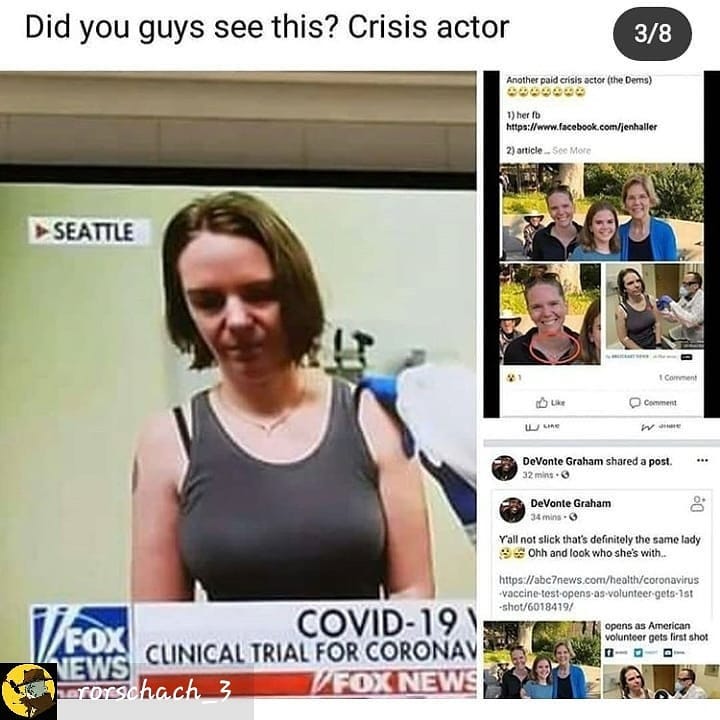 Did you guys see this? Crisis actor
3/8
SEATTLE
COVID-19 V
CLINICAL TRIAL FOR CORONAV
FOX
NEWS
FOX NEWS
rorschach_3
Another paid crisis actor (the Dems)
😂😂😂😂😂😂😂
1) her fb
https://www.facebook.com/jenhaller
2) article ... See More
1
1 Comment
Like
Comment
DeVonte Graham shared a post.
32 mins ·
DeVonte Graham
34 mins ·
Y'all not slick that's definitely the same lady
Ohh and look who she's with..
https://abc7news.com/health/coronavirus
-vaccine-test-opens-as-volunteer-gets-1st
-shot/6018419/
opens as American
volunteer gets first shot